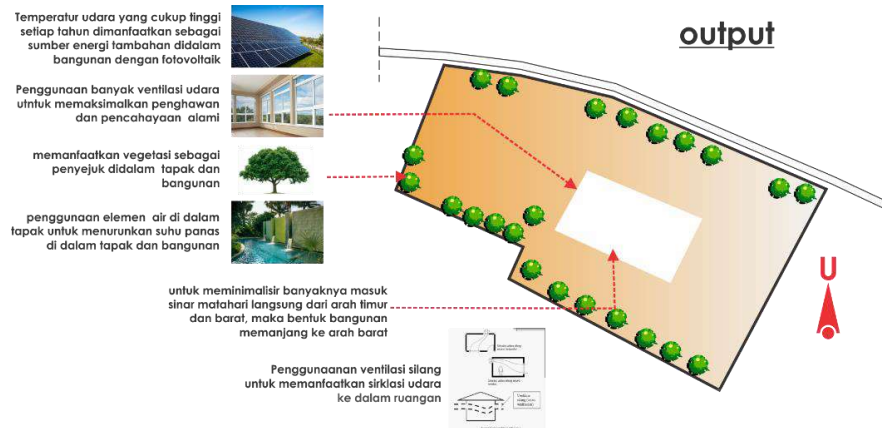 output
Temperatur udara yang cukup tinggi
setiap tahun dimanfaatkan sebagai
sumber energi tambahan didalam
bangunan dengan fotovoltaik
Penggunaan banyak ventilasi udara
utntuk memaksimalkan penghawan
dan pencahayaan alami
memanfaatkan vegetasi sebagai
penyejuk didalam tapak dan
bangunan
penggunaan elemen air di dalam
tapak untuk menurunkan suhu panas
di dalam tapak dan bangunan
U
untuk meminimalisir banyaknya masuk
sinar matahari langsung dari arah timur
dan barat, maka bentuk bangunan
memanjang ke arah barat
Penggunaanan ventilasi silang
untuk memanfaatkan sirklasi udara
ke dalam ruangan